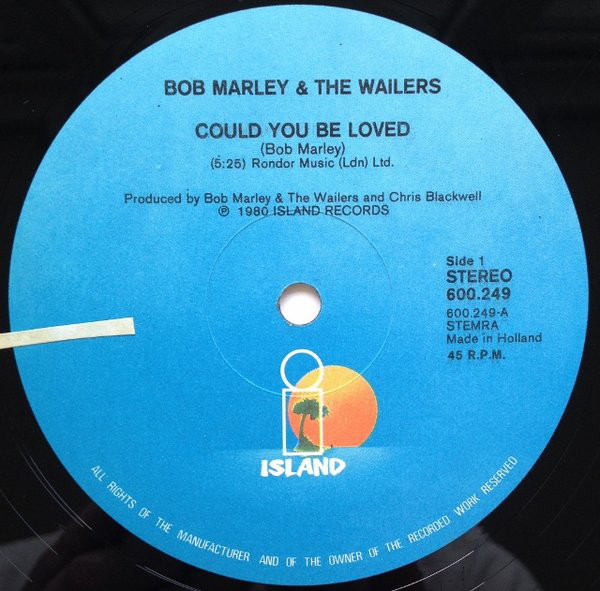 BOB MARLEY & THE WAILERS
COULD YOU BE LOVED
(Bob Marley)
(5:25) Rondor Music (Ldn) Ltd.
Produced by Bob Marley & The Wailers and Chris Blackwell
℗ 1980 ISLAND RECORDS
Side 1
STEREO
600.249
600.249-A
STEMRA
Made in Holland
45 R.P.M.
i
ISLAND
ALL RIGHTS OF THE MANUFACTURER AND OF THE OWNER OF THE RECORDED WORK RESERVED